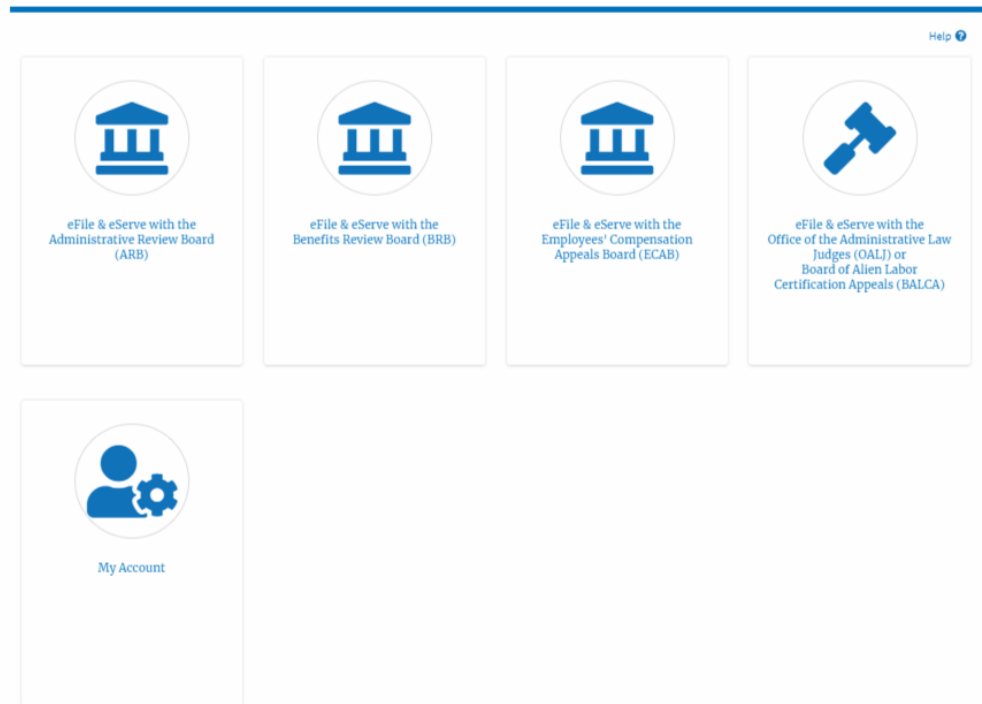 Help
eFile & eServe with the
Administrative Review Board
(ARB)
eFile & eServe with the
Benefits Review Board (BRB)
eFile & eServe with the
Employees' Compensation
Appeals Board (ECAB)
eFile & eServe with the
Office of the Administrative Law
Judges (OALJ) or
Board of Alien Labor
Certification Appeals (BALCA)
My Account